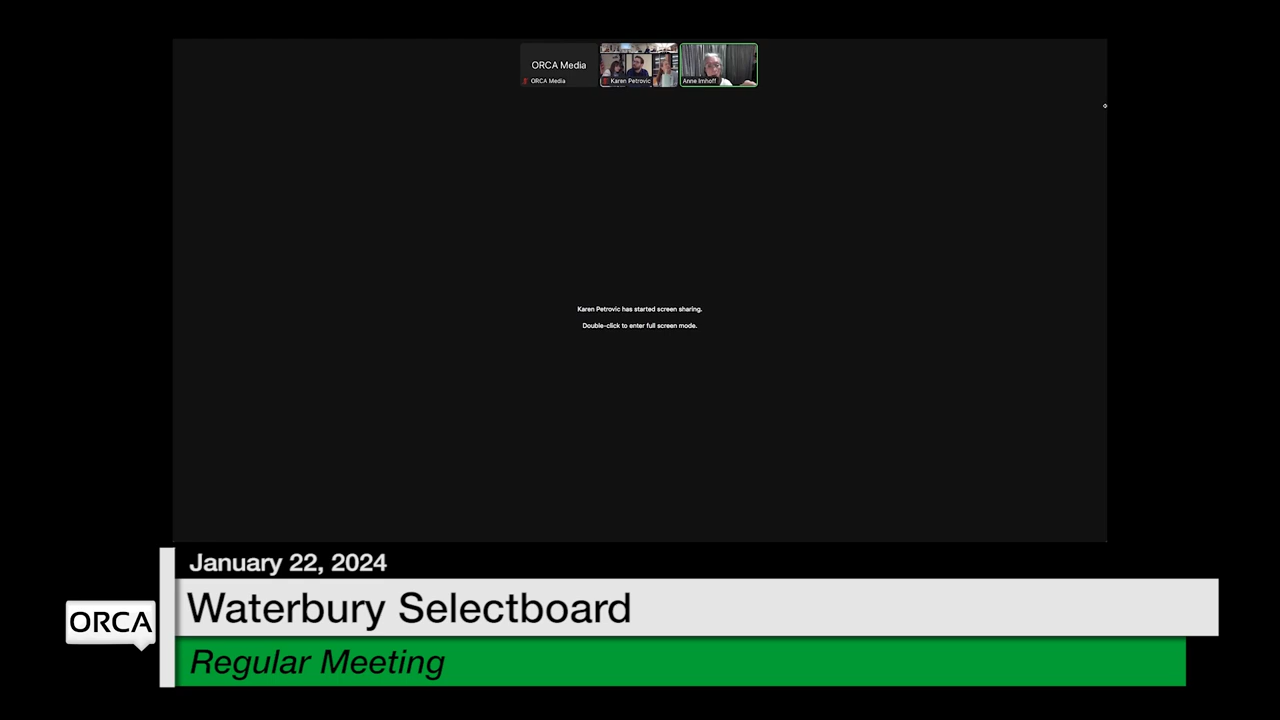 ORCA Media
ORCA Media
Karen Petrovic
Anne Imhoff
Karen Petrovic has started screen sharing.
Double-click to enter full screen mode.
January 22, 2024
Waterbury Selectboard
ORCA
Regular Meeting